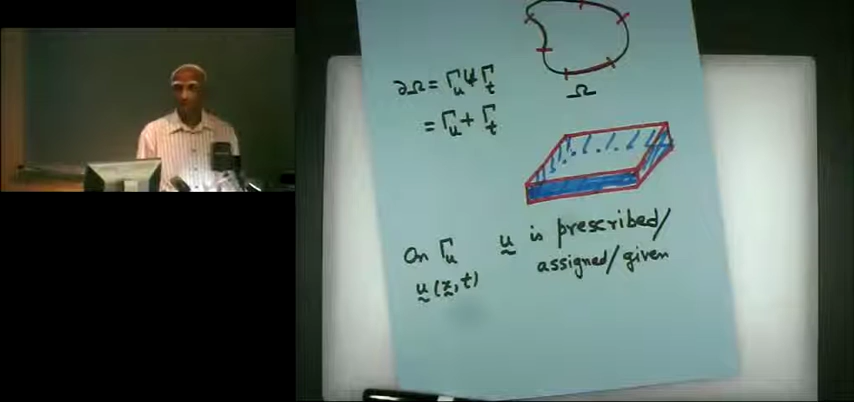 Ω
∂Ω = Γu ⊎ Γt
= Γu + Γt
On Γu u is prescribed/
assigned/given
u(x,t)